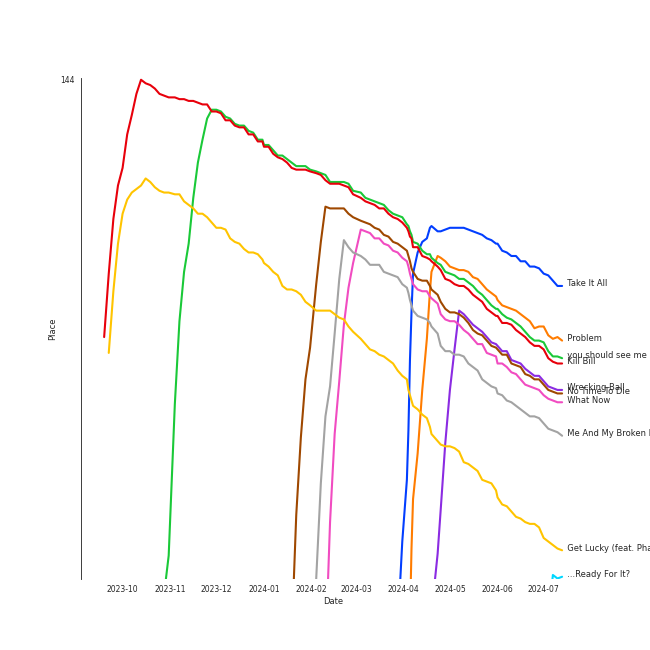 144
Place
Take It All
Problem
you should see me
Kill Bill
Wrecking Ball
No Time To Die
What Now
Me And My Broken
Get Lucky (feat. Pha
...Ready For It?
2023-10 2023-11 2023-12 2024-01 2024-02 2024-03 2024-04 2024-05 2024-06 2024-07
Date